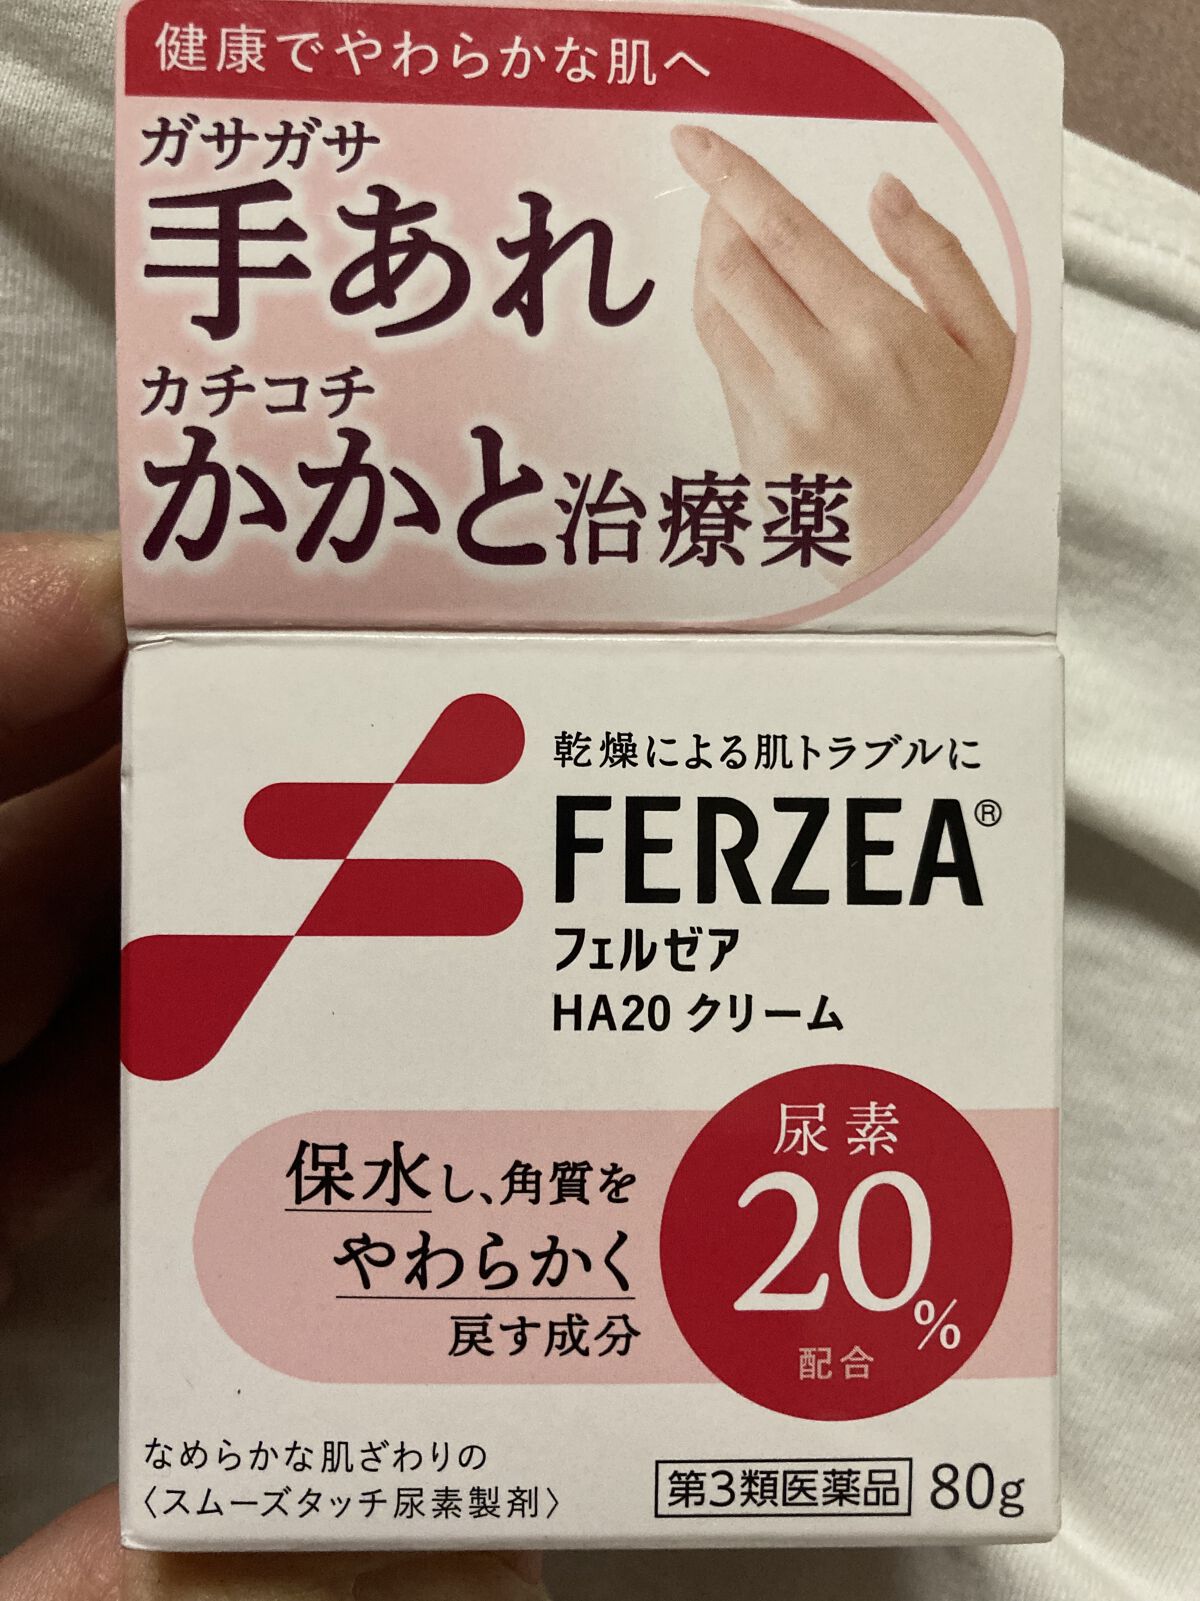 健康でやわらかな肌へ
ガサガサ
手あれ
カチコチ
かかと治療薬
乾燥による肌トラブルに
FERZEA®
フェルゼア
HA20 クリーム
保水し、角質を
やわらかく
戻す成分
尿素
20%
配合
なめらかな肌ざわりの
〈スムーズタッチ尿素製剤〉
第3類医薬品 80g